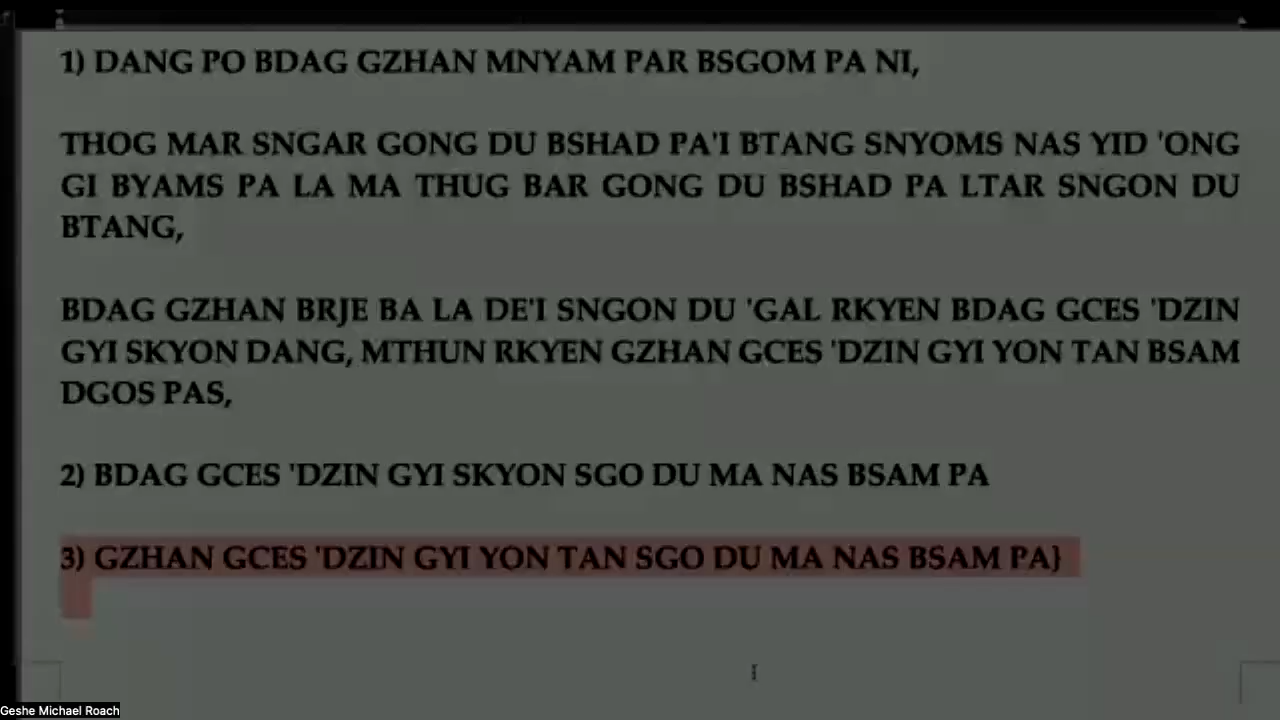 1) DANG PO BDAG GZHAN MNYAM PAR BSGOM PA NI,
THOG MAR SNGAR GONG DU BSHAD PA'I BTANG SNYOMS NAS YID 'ONG
GI BYAMS PA LA MA THUG BAR GONG DU BSHAD PA LTAR SNGON DU
BTANG,
BDAG GZHAN BRJE BA LA DE'I SNGON DU 'GAL RKYEN BDAG GCES 'DZIN
GYI SKYON DANG, MTHUN RKYEN GZHAN GCES 'DZIN GYI YON TAN BSAM
DGOS PAS,
2) BDAG GCES 'DZIN GYI SKYON SGO DU MA NAS BSAM PA
3) GZHAN GCES 'DZIN GYI YON TAN SGO DU MA NAS BSAM PA}
Geshe Michael Roach